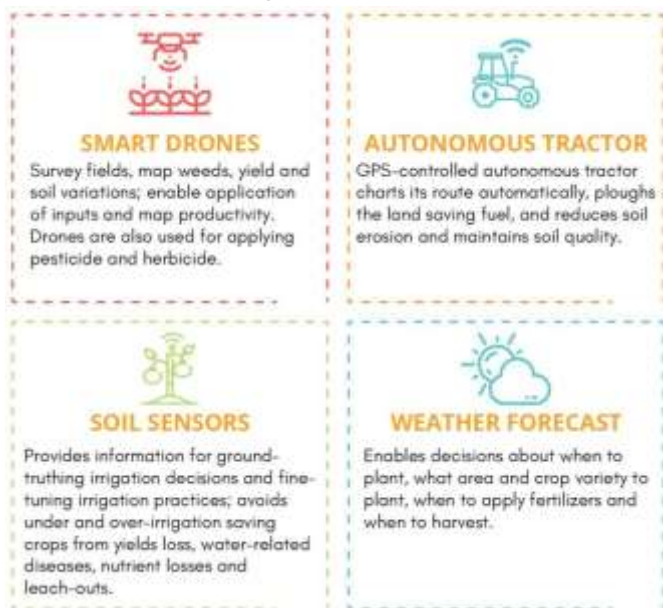 SMART DRONES
Survey fields, map weeds, yield and
soil variations; enable application
of inputs and map productivity.
Drones are also used for applying
pesticide and herbicide.
AUTONOMOUS TRACTOR
GPS-controlled autonomous tractor
charts its route automatically, ploughs
the land saving fuel, and reduces soil
erosion and maintains soil quality.
SOIL SENSORS
Provides information for ground-
truthing irrigation decisions and fine-
tuning irrigation practices; avoids
under and over-irrigation saving
crops from yields loss, water-related
diseases, nutrient losses and
leach-outs.
WEATHER FORECAST
Enables decisions about when to
plant, what area and crop variety to
plant, when to apply fertilizers and
when to harvest.